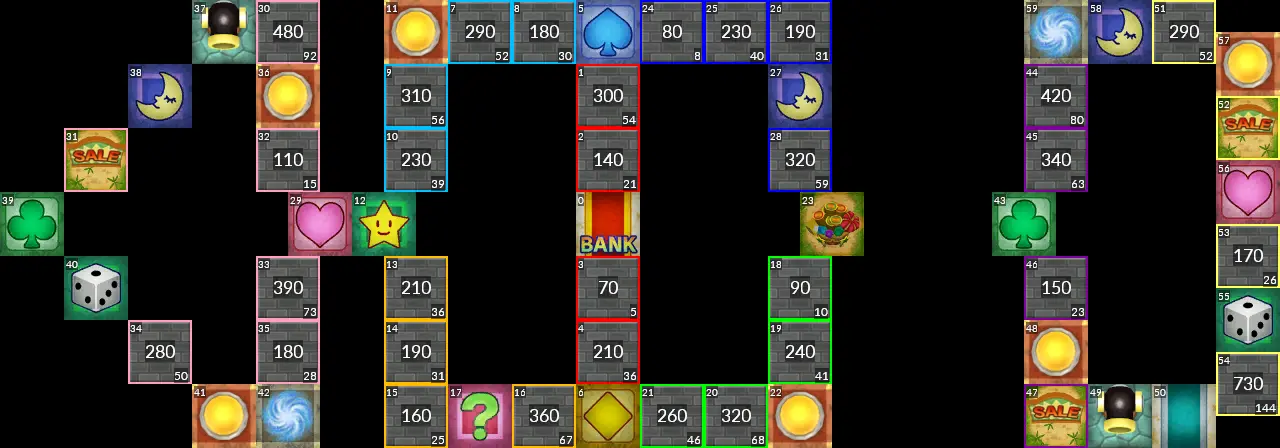 37 30 480 92 11 7 290 52 8 180 30 5 24 80 8 25 230 40 26 190 31 59 58 51 290 52
57
38 36 9 310 56 1 300 54 27 44 420 80
52 SALE
31 SALE 32 110 15 10 230 39 2 140 21 28 320 59 45 340 63
56
39 29 12 0 BANK 23 43
53 170 26
40 33 390 73 13 210 36 3 70 5 18 90 10 46 150 23
55
34 280 50 35 180 28 14 190 31 4 210 36 19 240 41 48
54 730 144
41 42 15 160 25 17 ? 16 360 67 6 21 260 46 20 320 68 22 47 SALE 49 50